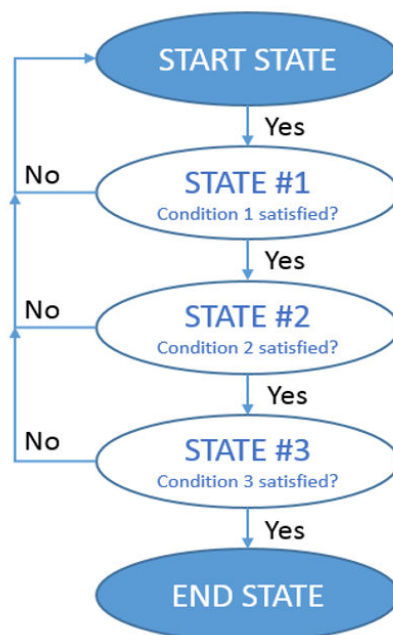 START STATE
Yes
No
STATE #1
Condition 1 satisfied?
Yes
No
STATE #2
Condition 2 satisfied?
Yes
No
STATE #3
Condition 3 satisfied?
Yes
END STATE